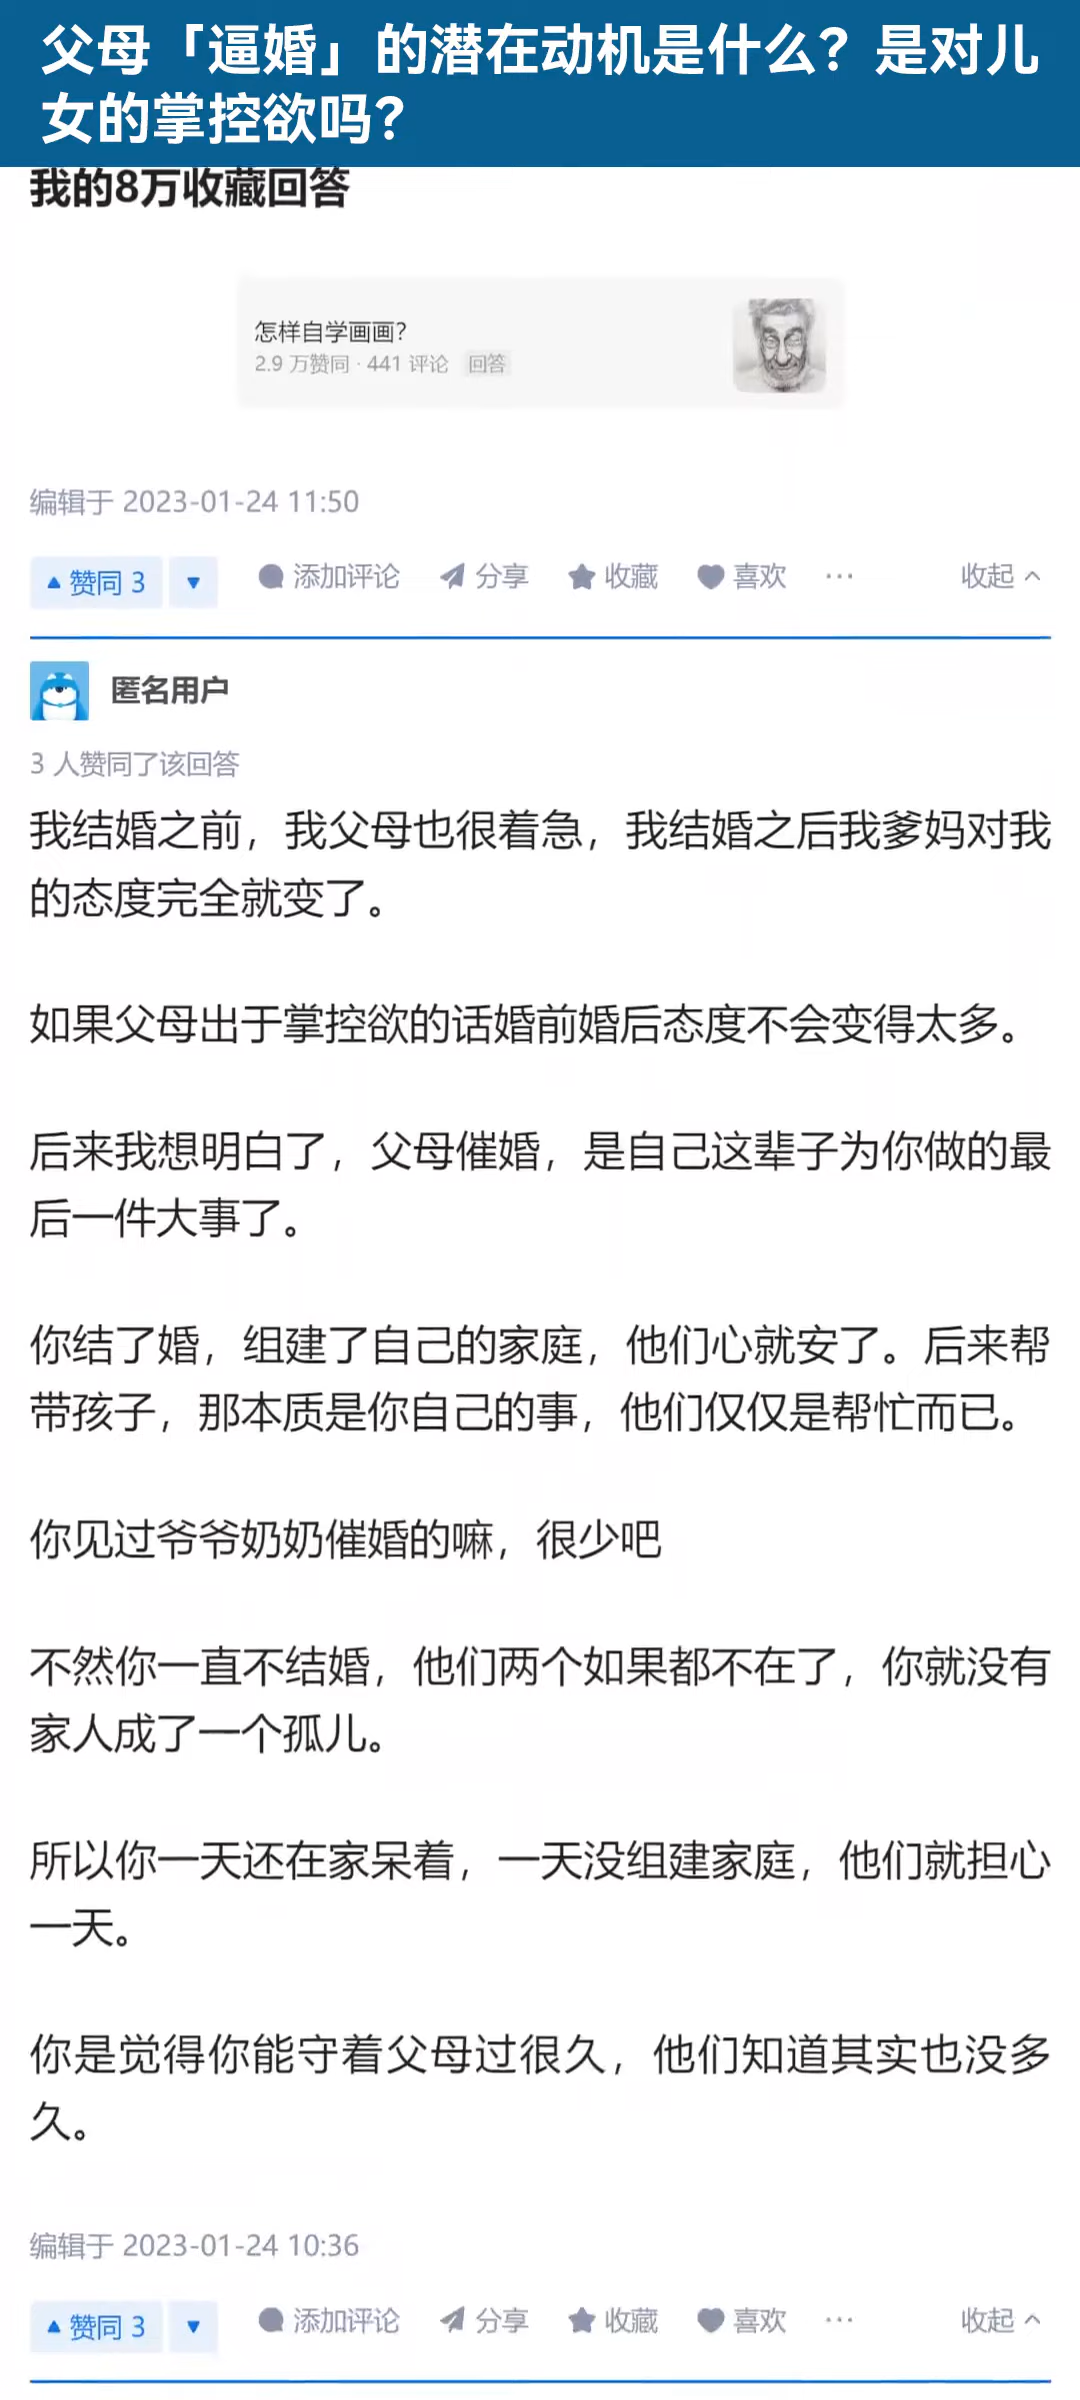 父母「逼婚」的潜在动机是什么？是对儿
女的掌控欲吗？
我的8万收藏回答
怎样自学画画？
2.9 万赞同 · 441 评论 回答
编辑于 2023-01-24 11:50
▲ 赞同 3 ▼ 添加评论 分享 收藏 喜欢 ··· 收起
匿名用户
3 人赞同了该回答
我结婚之前，我父母也很着急，我结婚之后我爹妈对我
的态度完全就变了。
如果父母出于掌控欲的话婚前婚后态度不会变得太多。
后来我想明白了，父母催婚，是自己这辈子为你做的最
后一件大事了。
你结了婚，组建了自己的家庭，他们心就安了。后来帮
带孩子，那本质是你自己的事，他们仅仅是帮忙而已。
你见过爷爷奶奶催婚的嘛，很少吧
不然你一直不结婚，他们两个如果都不在了，你就没有
家人成了一个孤儿。
所以你一天还在家呆着，一天没组建家庭，他们就担心
一天。
你是觉得你能守着父母过很久，他们知道其实也没多
久。
编辑于 2023-01-24 10:36
▲ 赞同 3 ▼ 添加评论 分享 收藏 喜欢 ··· 收起